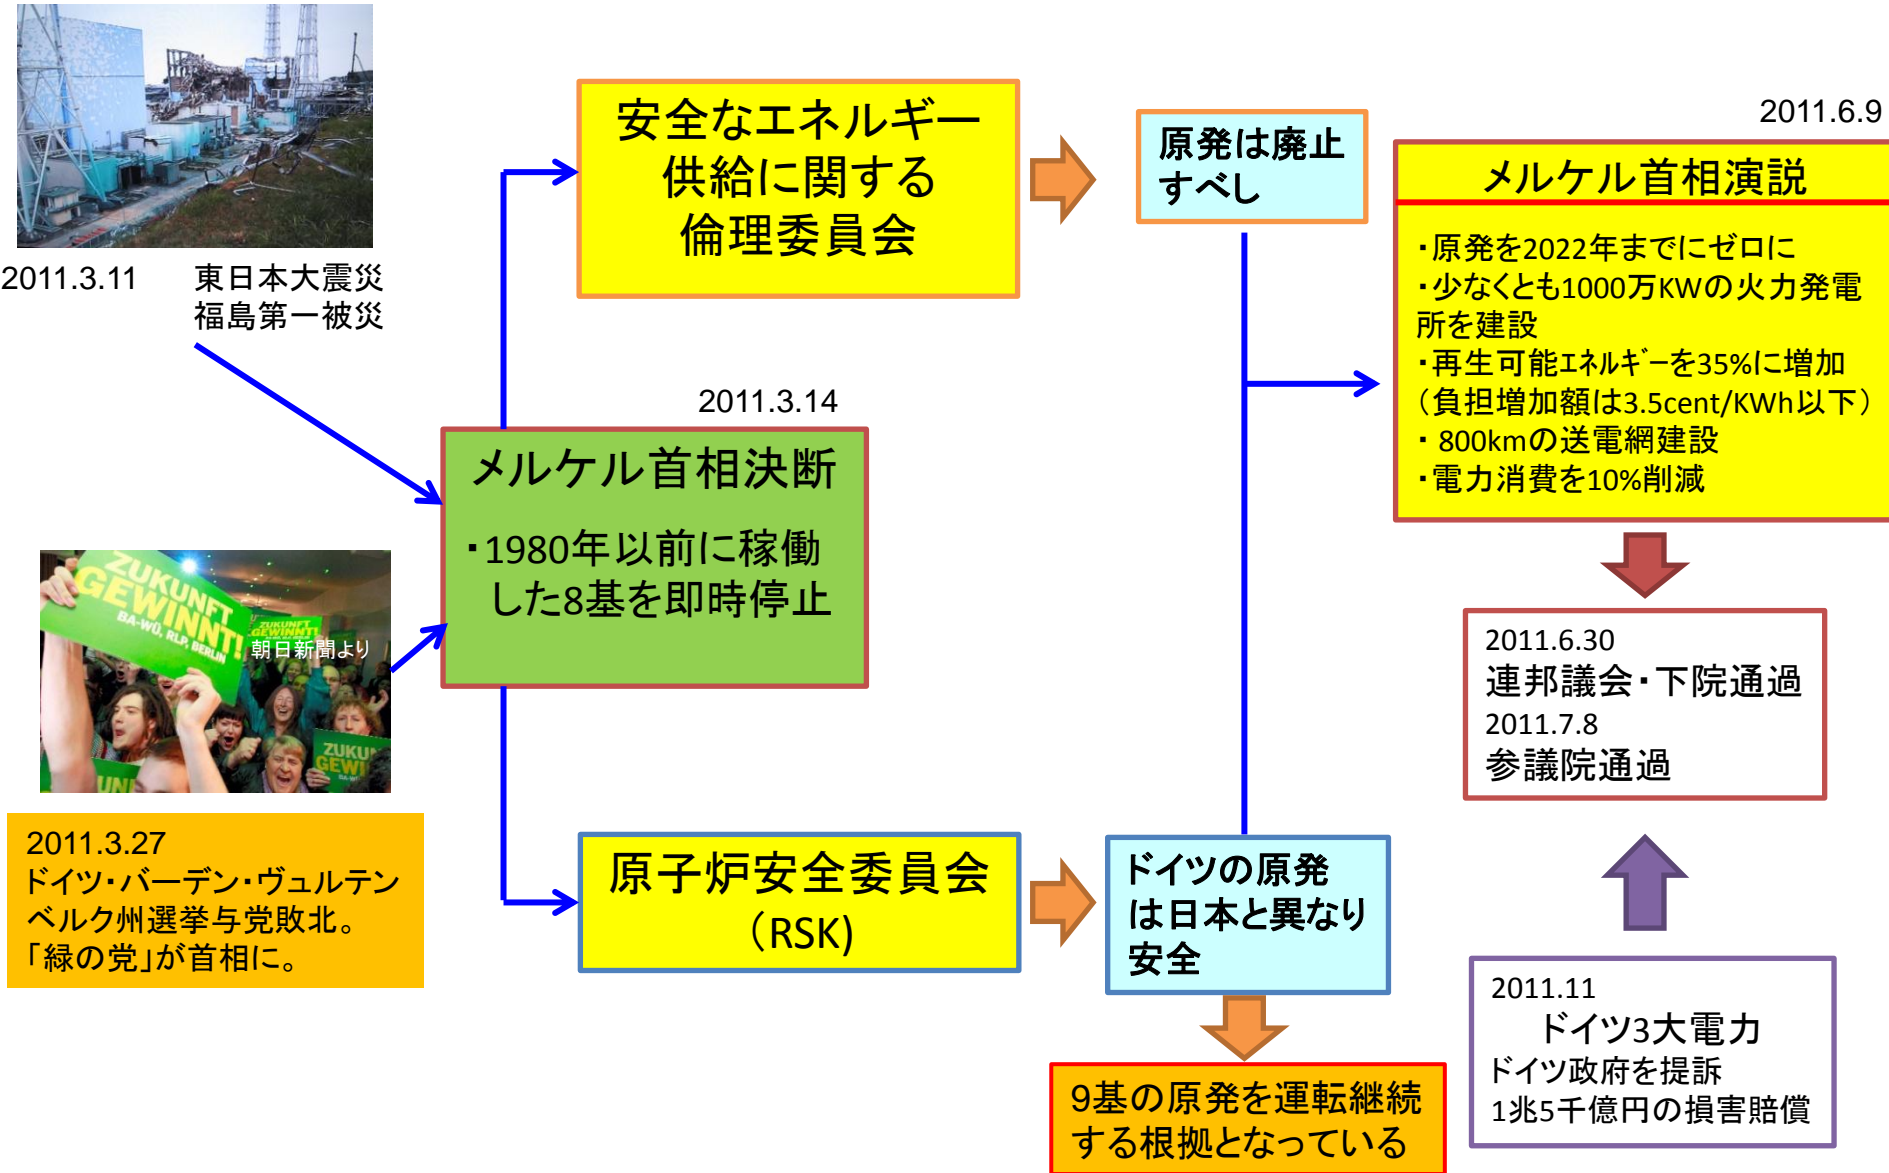 2011.3.11 東日本大震災
福島第一被災
ZUKUNFT
GEWINNT!
BA-WÜ, RLP, BERLIN
ZUKUNFT
GEWINNT!
朝日新聞より
2011.3.27
ドイツ・バーデン・ヴュルテン
ベルク州選挙与党敗北。
「緑の党」が首相に。
2011.3.14
メルケル首相決断
・1980年以前に稼働
した8基を即時停止
安全なエネルギー
供給に関する
倫理委員会
原発は廃止
すべし
原子炉安全委員会
（RSK)
ドイツの原発
は日本と異なり
安全
9基の原発を運転継続
する根拠となっている
2011.6.9
メルケル首相演説
・原発を2022年までにゼロに
・少なくとも1000万KWの火力発電
所を建設
・再生可能ｴﾈﾙｷﾞｰを35%に増加
（負担増加額は3.5cent/KWh以下）
・ 800kmの送電網建設
・電力消費を10%削減
2011.6.30
連邦議会・下院通過
2011.7.8
参議院通過
2011.11
ドイツ3大電力
ドイツ政府を提訴
1兆5千億円の損害賠償